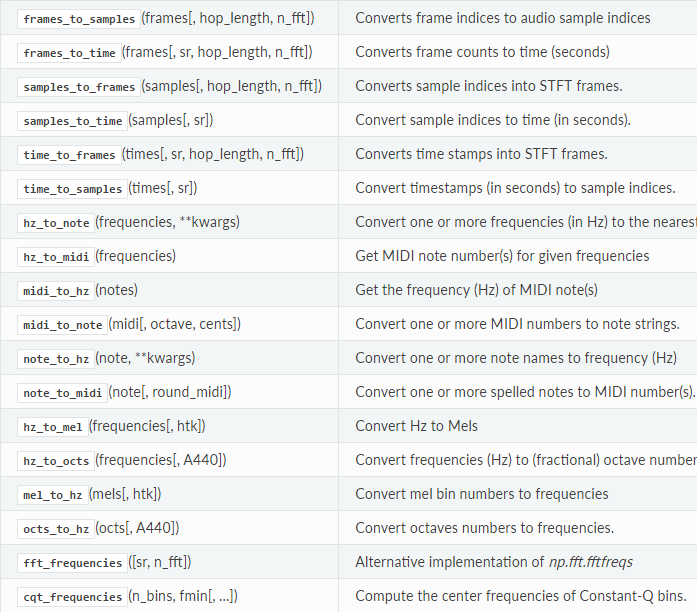 frames_to_samples(frames[, hop_length, n_fft]) Converts frame indices to audio sample indices
frames_to_time(frames[, sr, hop_length, n_fft]) Converts frame counts to time (seconds)
samples_to_frames(samples[, hop_length, n_fft]) Converts sample indices into STFT frames.
samples_to_time(samples[, sr]) Convert sample indices to time (in seconds).
time_to_frames(times[, sr, hop_length, n_fft]) Converts time stamps into STFT frames.
time_to_samples(times[, sr]) Convert timestamps (in seconds) to sample indices.
hz_to_note(frequencies, **kwargs) Convert one or more frequencies (in Hz) to the nearest
hz_to_midi(frequencies) Get MIDI note number(s) for given frequencies
midi_to_hz(notes) Get the frequency (Hz) of MIDI note(s)
midi_to_note(midi[, octave, cents]) Convert one or more MIDI numbers to note strings.
note_to_hz(note, **kwargs) Convert one or more note names to frequency (Hz)
note_to_midi(note[, round_midi]) Convert one or more spelled notes to MIDI number(s).
hz_to_mel(frequencies[, htk]) Convert Hz to Mels
hz_to_octs(frequencies[, A440]) Convert frequencies (Hz) to (fractional) octave number
mel_to_hz(mels[, htk]) Convert mel bin numbers to frequencies
octs_to_hz(octs[, A440]) Convert octaves numbers to frequencies.
fft_frequencies([sr, n_fft]) Alternative implementation of np.fft.fftfreqs
cqt_frequencies(n_bins, fmin[, ...]) Compute the center frequencies of Constant-Q bins.